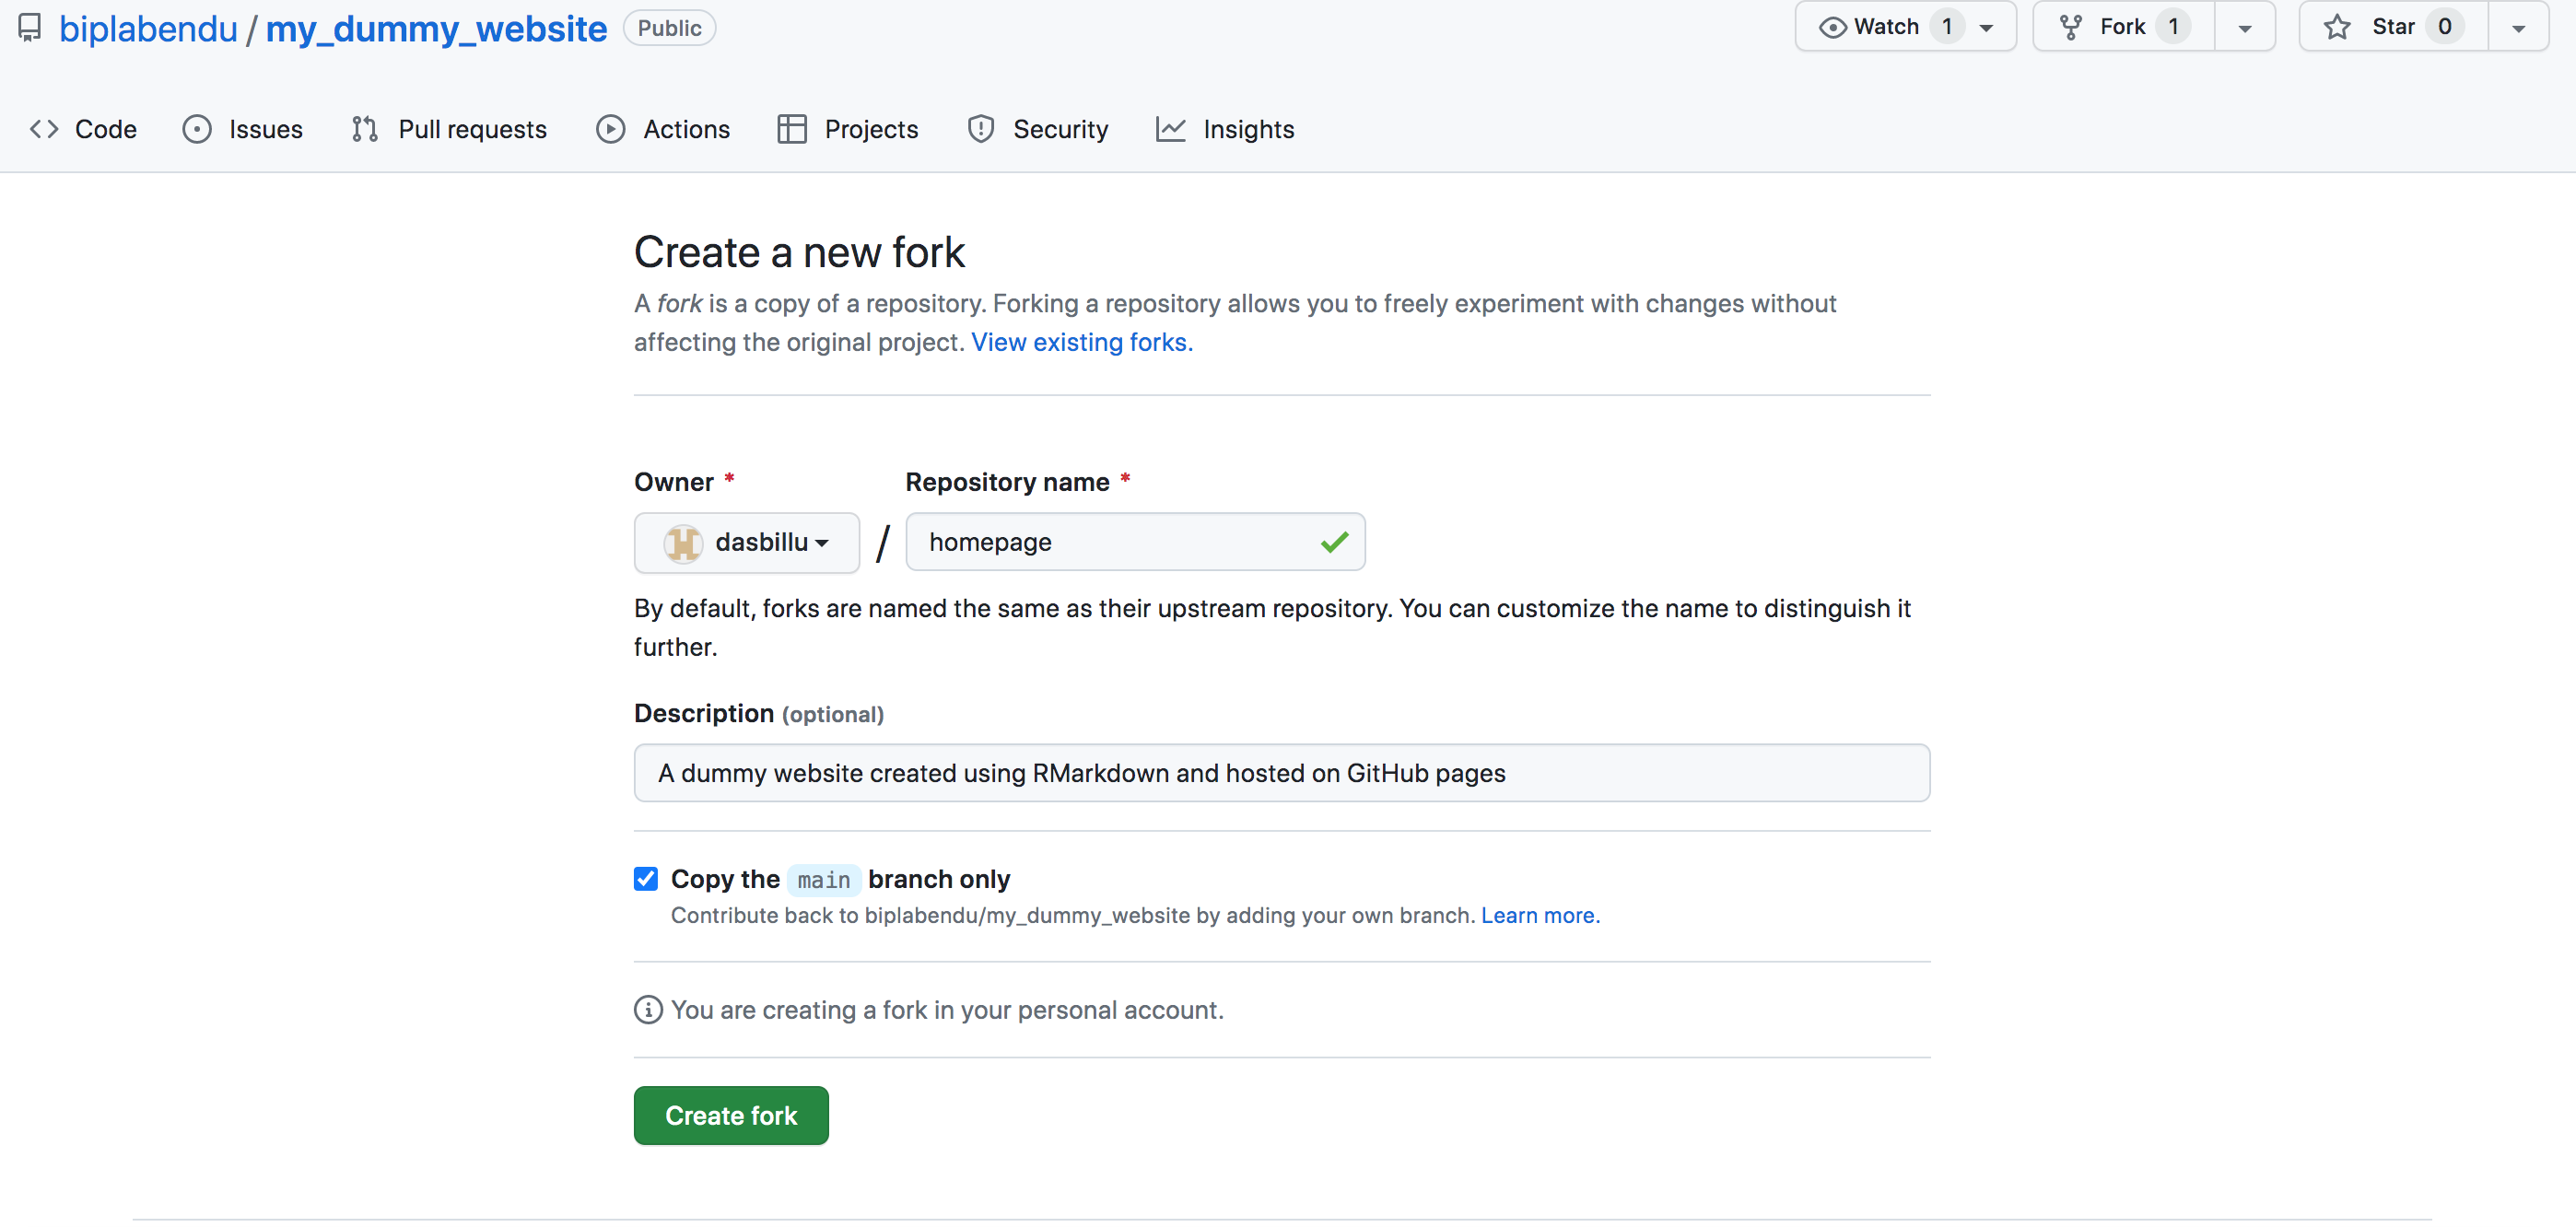 biplabendu / my_dummy_website Public Watch 1 Fork 1 Star 0
Code Issues Pull requests Actions Projects Security Insights
Create a new fork
A fork is a copy of a repository. Forking a repository allows you to freely experiment with changes without
affecting the original project. View existing forks.
Owner * Repository name *
dasbillu / homepage
By default, forks are named the same as their upstream repository. You can customize the name to distinguish it
further.
Description (optional)
A dummy website created using RMarkdown and hosted on GitHub pages
Copy the main branch only
Contribute back to biplabendu/my_dummy_website by adding your own branch. Learn more.
You are creating a fork in your personal account.
Create fork